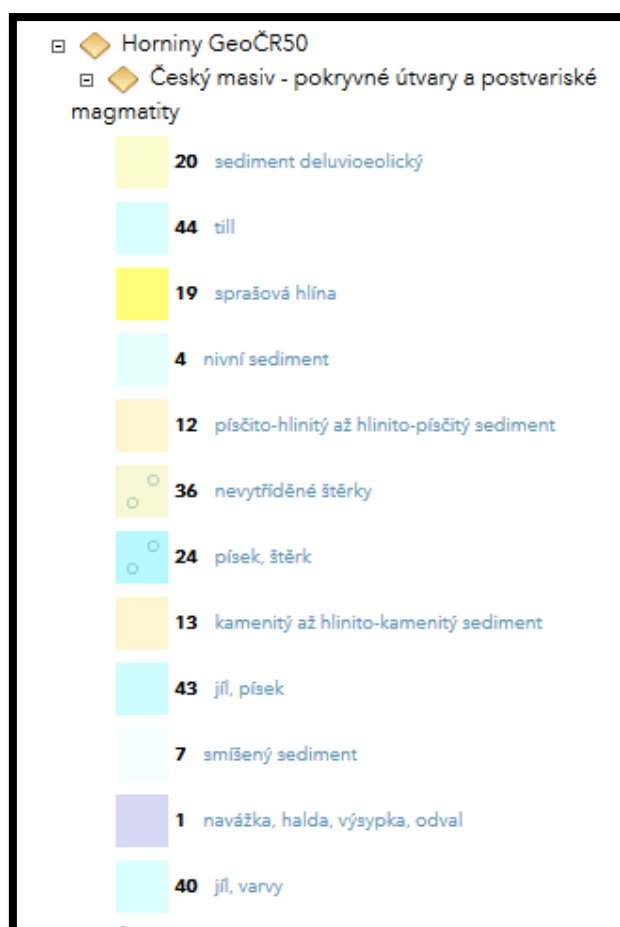 Horniny GeoČR50
Český masiv - pokryvné útvary a postvariské
magmatity
20 sediment deluvioeolický
44 till
19 sprašová hlína
4 nivní sediment
12 písčito-hlinitý až hlinito-písčitý sediment
36 nevytříděné štěrky
24 písek, štěrk
13 kamenitý až hlinito-kamenitý sediment
43 jíl, písek
7 smíšený sediment
1 navážka, halda, výsypka, odval
40 jíl, varvy